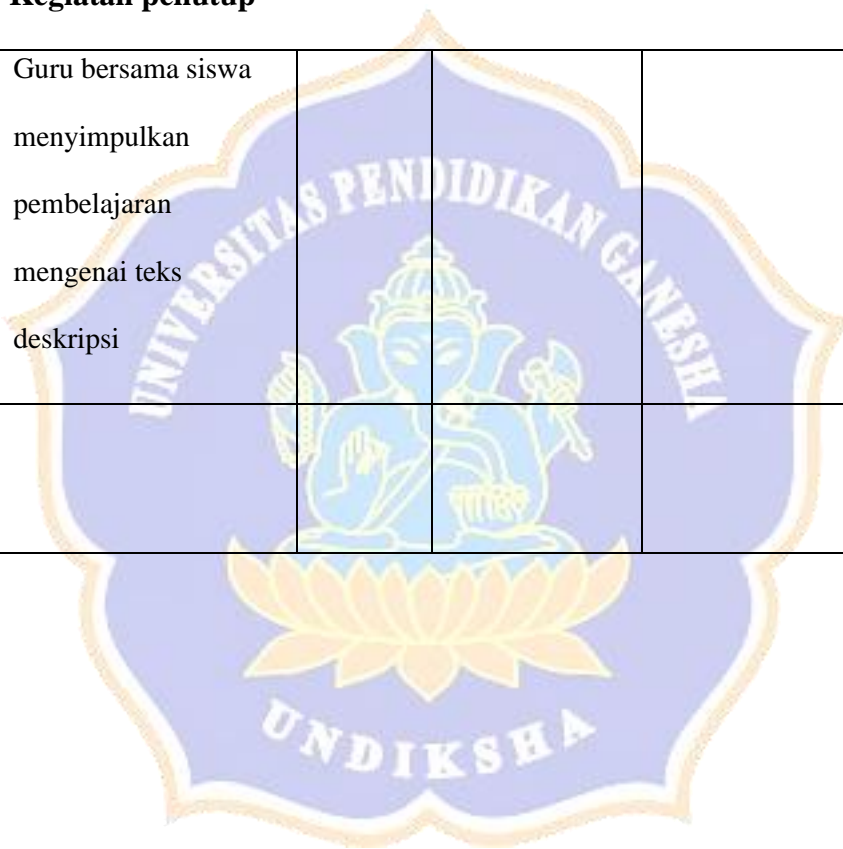 Kegiatan penutup
Guru bersama siswa
menyimpulkan
pembelajaran
mengenai teks
deskripsi
UNIVERSITAS PENDIDIKAN GANESHA
UNDIKSHA